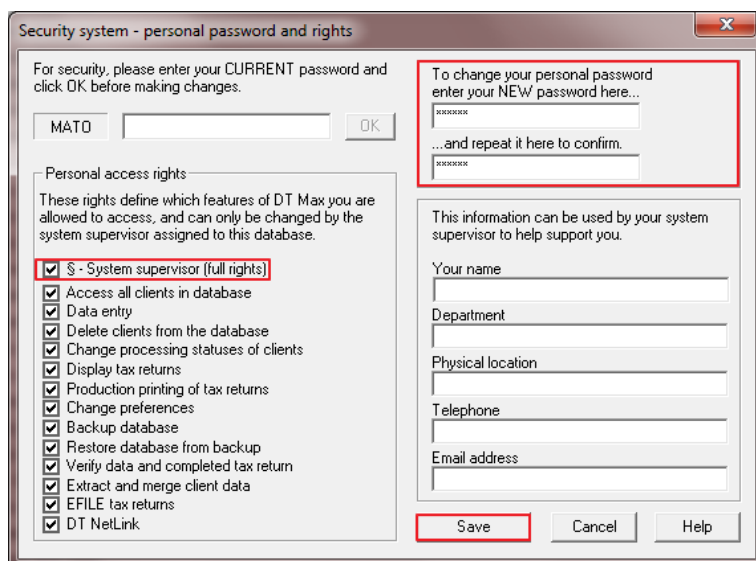 Security system - personal password and rights
For security, please enter your CURRENT password and
click OK before making changes.
MATO
OK
Personal access rights
These rights define which features of DT Max you are
allowed to access, and can only be changed by the
system supervisor assigned to this database.
§ - System supervisor (full rights)
Access all clients in database
Data entry
Delete clients from the database
Change processing statuses of clients
Display tax returns
Production printing of tax returns
Change preferences
Backup database
Restore database from backup
Verify data and completed tax return
Extract and merge client data
EFILE tax returns
DT NetLink
To change your personal password
enter your NEW password here...
******
...and repeat it here to confirm.
******
This information can be used by your system
supervisor to help support you.
Your name
Department
Physical location
Telephone
Email address
Save
Cancel
Help